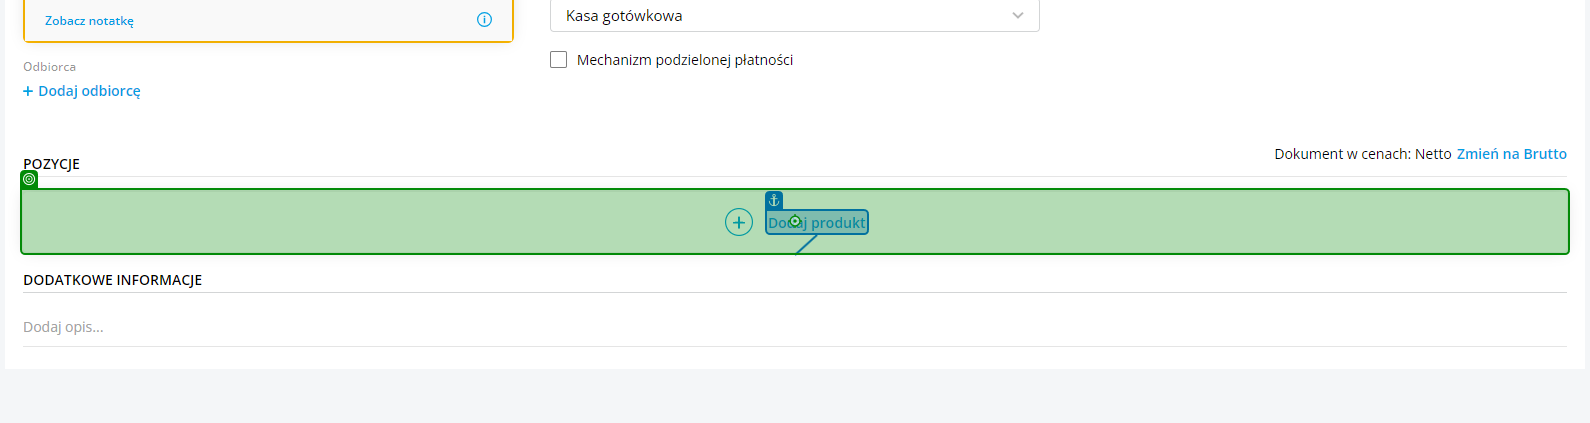 Zobacz notatkę
Kasa gotówkowa
Mechanizm podzielonej płatności
Odbiorca
+ Dodaj odbiorcę
Dokument w cenach: Netto Zmień na Brutto
POZYCJE
Dodaj produkt
DODATKOWE INFORMACJE
Dodaj opis...